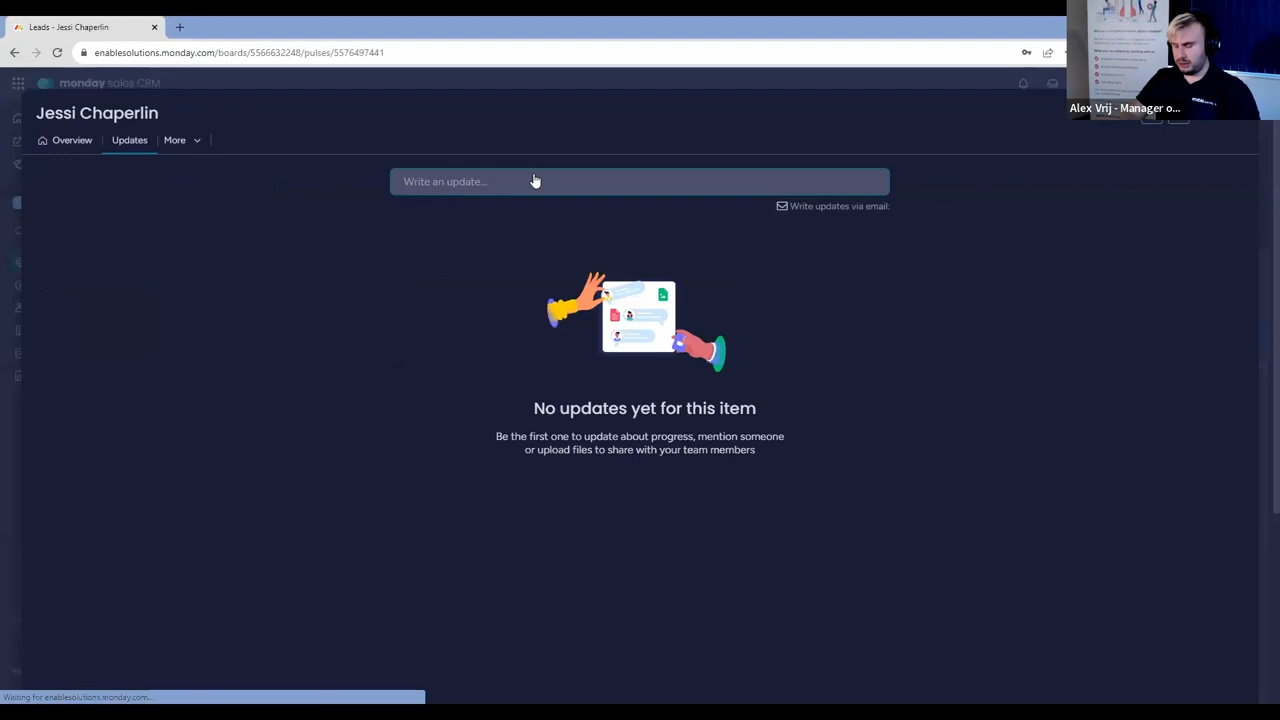 Leads - Jessi Chaperlin
enablesolutions.monday.com/boards/5566632248/pulses/5576497441
monday sales CRM
Jessi Chaperlin
Overview
Updates
More
Alex Vrij - Manager o...
Write an update...
Write updates via email:
No updates yet for this item
Be the first one to update about progress, mention someone
or upload files to share with your team members
Waiting for enablesolutions.monday.com...